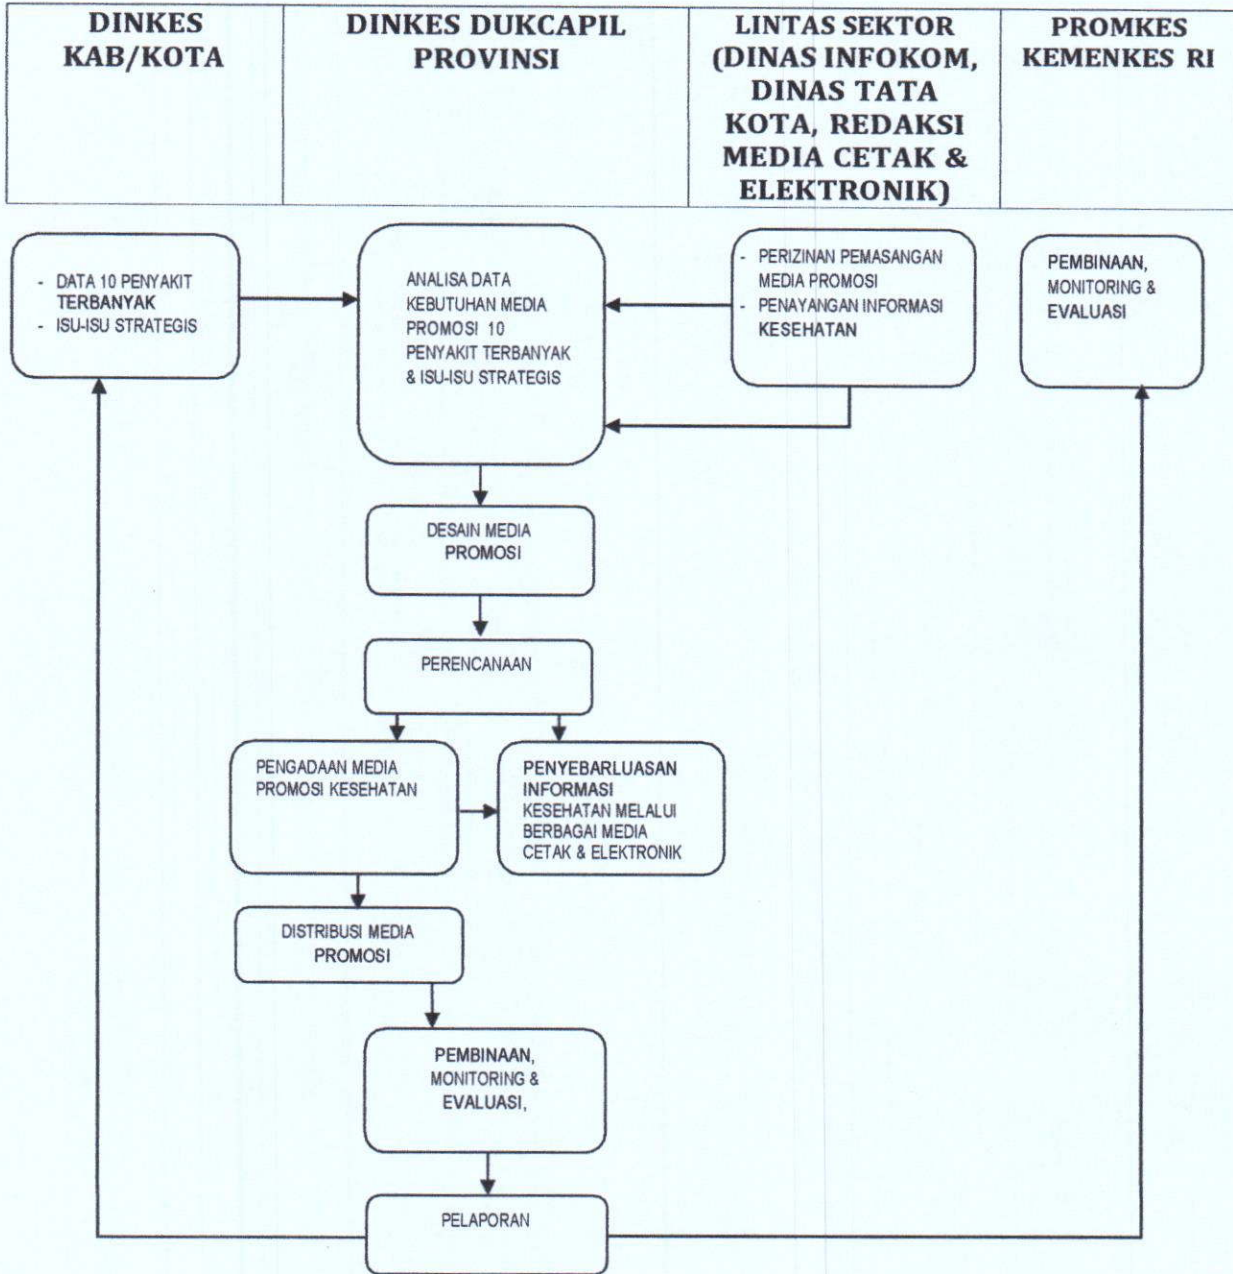 DINKES
KAB/KOTA
DINKES DUKCAPIL
PROVINSI
LINTAS SEKTOR
(DINAS INFOKOM,
DINAS TATA
KOTA, REDAKSI
MEDIA CETAK &
ELEKTRONIK)
PROMKES
KEMENKES RI
- DATA 10 PENYAKIT
TERBANYAK
- ISU-ISU STRATEGIS
ANALISA DATA
KEBUTUHAN MEDIA
PROMOSI 10
PENYAKIT TERBANYAK
& ISU-ISU STRATEGIS
- PERIZINAN PEMASANGAN
MEDIA PROMOSI
- PENAYANGAN INFORMASI
KESEHATAN
PEMBINAAN,
MONITORING &
EVALUASI
DESAIN MEDIA
PROMOSI
PERENCANAAN
PENGADAAN MEDIA
PROMOSI KESEHATAN
PENYEBARLUASAN
INFORMASI
KESEHATAN MELALUI
BERBAGAI MEDIA
CETAK & ELEKTRONIK
DISTRIBUSI MEDIA
PROMOSI
PEMBINAAN,
MONITORING &
EVALUASI,
PELAPORAN